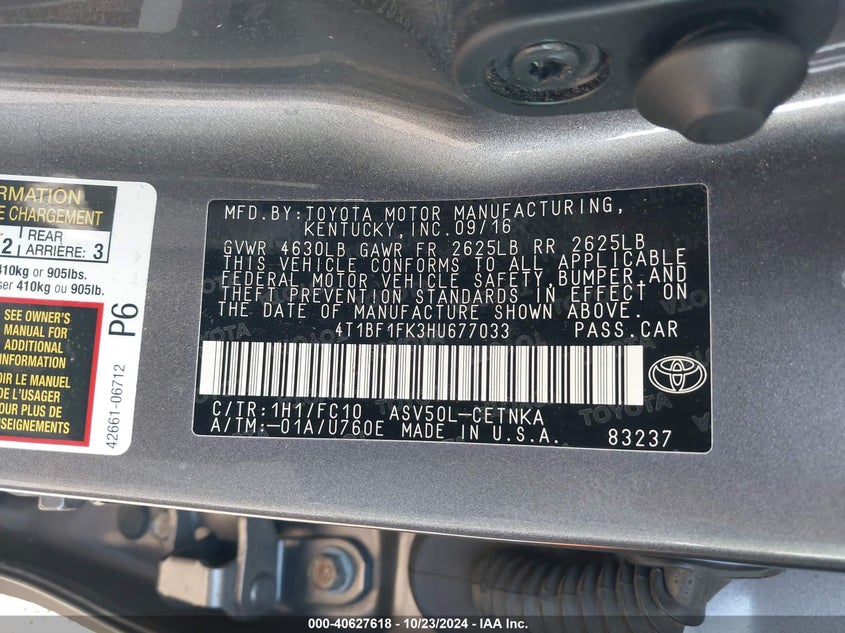 RMATION
E CHARGEMENT
2 REAR ARRIÈRE: 3
410kg or 905lbs.
ser 410kg ou 905lb.
SEE OWNER'S
MANUAL FOR
ADDITIONAL
INFORMATION
OIR LE MANUEL
DE L'USAGER
OUR PLUS DE
NSEIGNEMENTS
P6
42661-06712
MFD.BY:TOYOTA MOTOR MANUFACTURING,
KENTUCKY,INC.09/16
GVWR 4630LB GAWR FR 2625LB RR 2625LB
THIS VEHICLE CONFORMS TO ALL APPLICABLE
FEDERAL MOTOR VEHICLE SAFETY,BUMPER,AND
THEFT PREVENTION STANDARDS IN EFFECT ON
THE DATE OF MANUFACTURE SHOWN ABOVE.
4T1BF1FK3HU677033 PASS.CAR
C/TR:1H1/FC10 ASV50L-CETNKA
A/TM:-01A/U760E MADE IN U.S.A. 83237
000-40627618 - 10/23/2024 - IAA Inc.